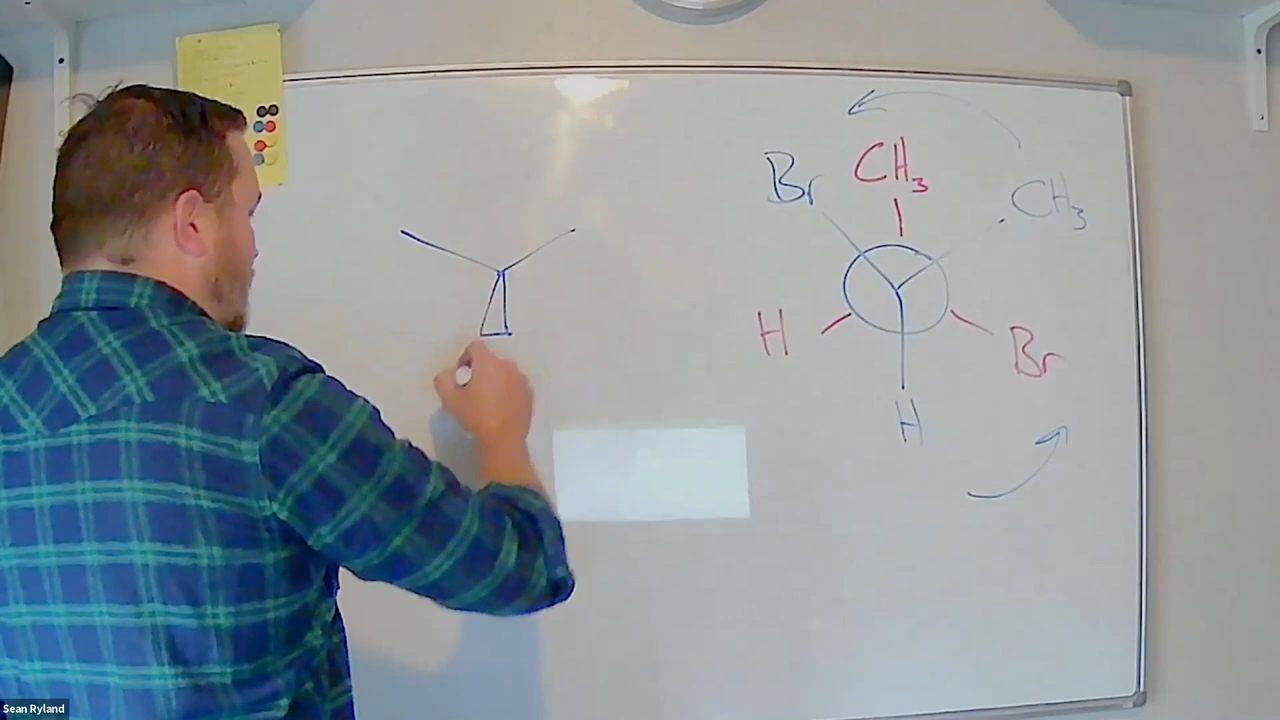 Br CH₃
CH₃
H
Br
H
Sean Ryland